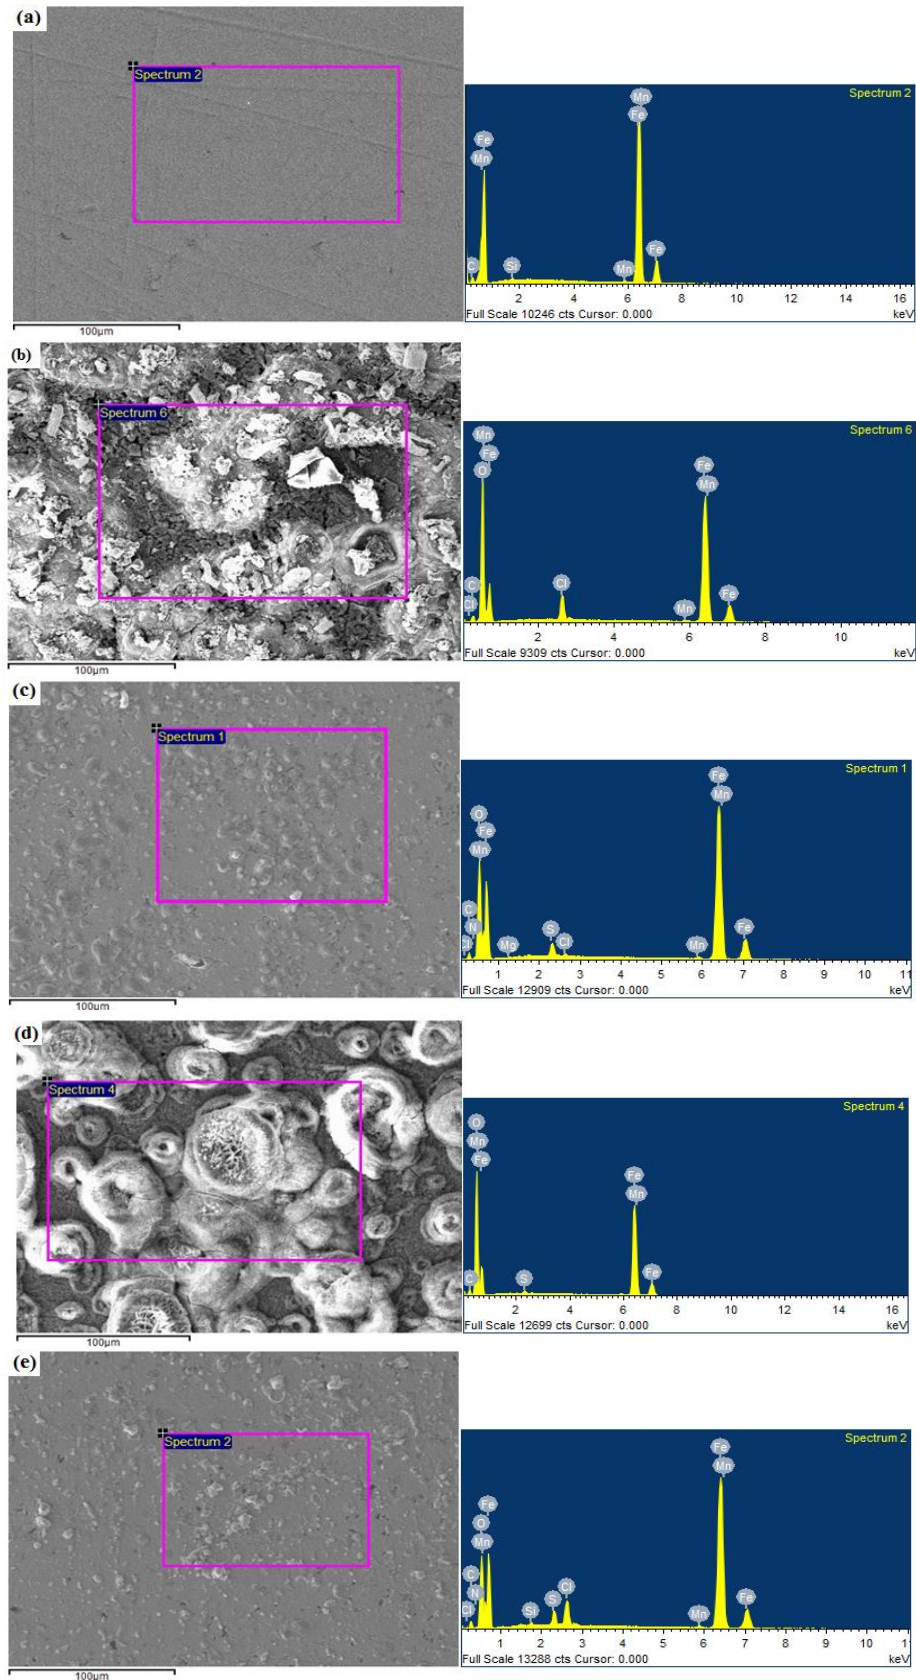 (a)
Spectrum 2
100µm
Spectrum 2
Mn
Fe
Fe
Mn
C
Si
Mn
Fe
2 4 6 8 10 12 14 16
Full Scale 10246 cts Cursor: 0.000 keV
(b)
Spectrum 6
100µm
Spectrum 6
Mn
Fe
O
Fe
Mn
C
Cl
Cl
Mn
Fe
2 4 6 8 10
Full Scale 9309 cts Cursor: 0.000 keV
(c)
Spectrum 1
100µm
Spectrum 1
Fe
Mn
O
Fe
Mn
C
N
Cl
Mg
S
Cl
Mn
Fe
1 2 3 4 5 6 7 8 9 10 11
Full Scale 12909 cts Cursor: 0.000 keV
(d)
Spectrum 4
100µm
Spectrum 4
O
Mn
Fe
Fe
Mn
C
S
Fe
2 4 6 8 10 12 14 16
Full Scale 12699 cts Cursor: 0.000 keV
(e)
Spectrum 2
100µm
Spectrum 2
Fe
Mn
Fe
O
Mn
C
N
Cl
Si
S
Cl
Mn
Fe
1 2 3 4 5 6 7 8 9 10 11
Full Scale 13288 cts Cursor: 0.000 keV